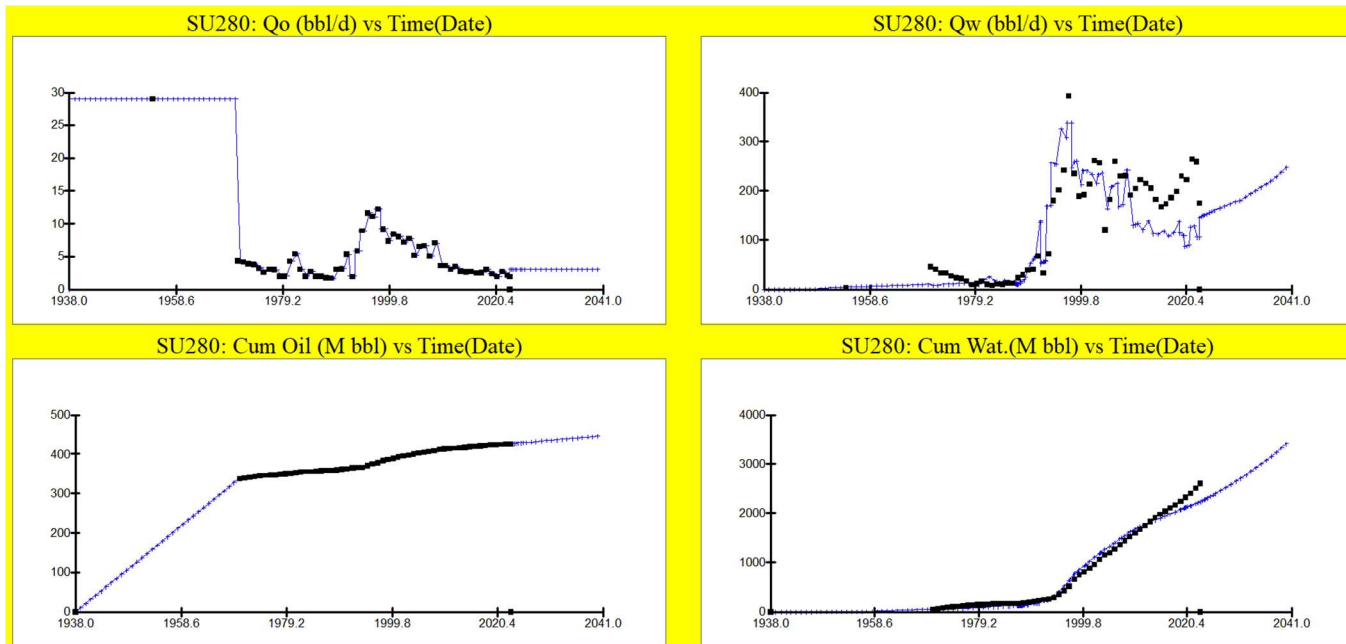 SU280: Qo (bbl/d) vs Time(Date)
30
25
20
15
10
5
0
1938.0 1958.6 1979.2 1999.8 2020.4 2041.0
SU280: Qw (bbl/d) vs Time(Date)
400
300
200
100
0
1938.0 1958.6 1979.2 1999.8 2020.4 2041.0
SU280: Cum Oil (M bbl) vs Time(Date)
500
400
300
200
100
0
1938.0 1958.6 1979.2 1999.8 2020.4 2041.0
SU280: Cum Wat.(M bbl) vs Time(Date)
4000
3000
2000
1000
0
1938.0 1958.6 1979.2 1999.8 2020.4 2041.0